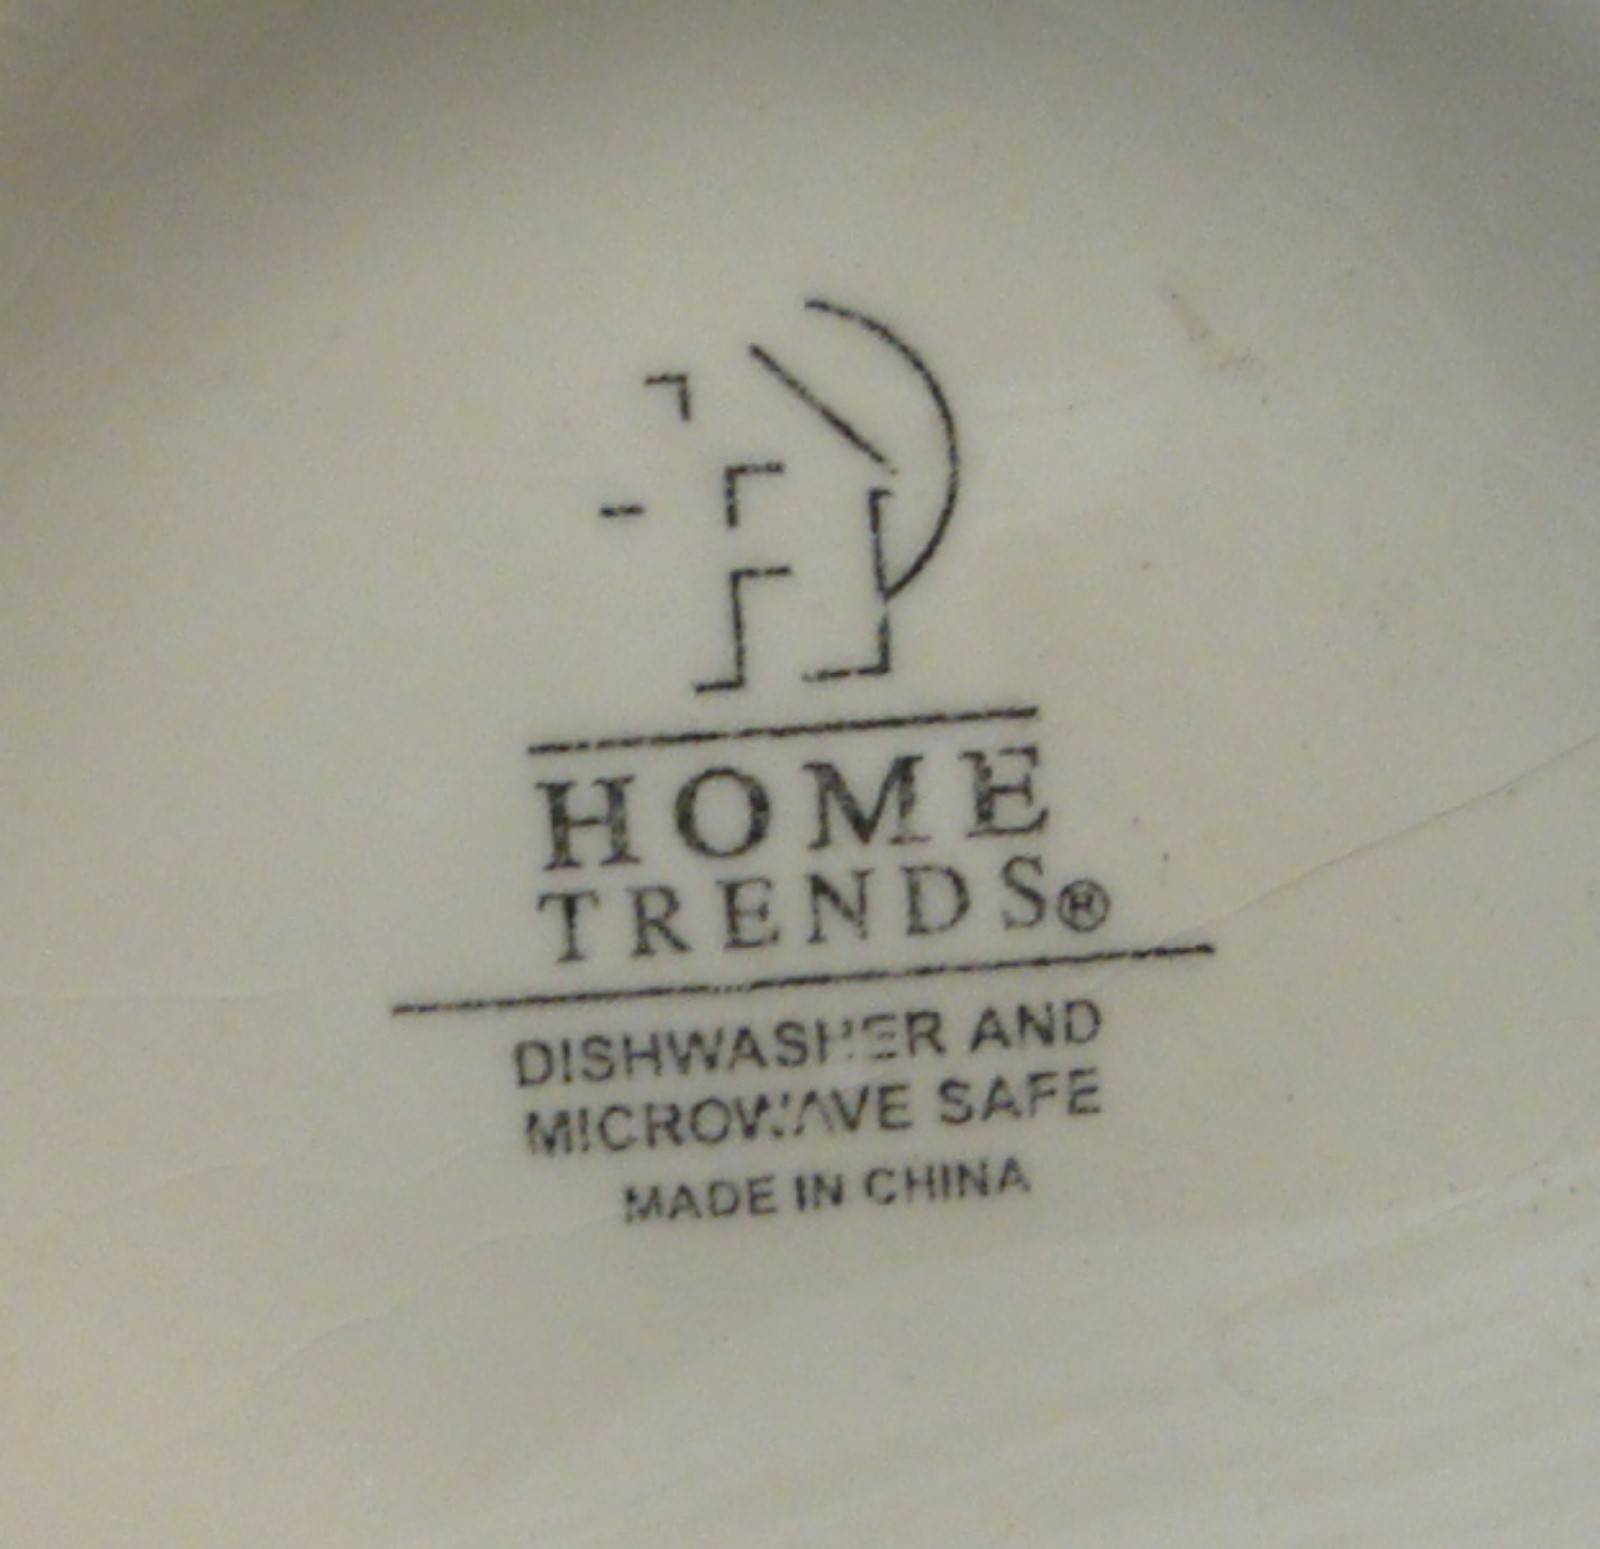 HOME
TRENDS®
DISHWASHER AND
MICROWAVE SAFE
MADE IN CHINA